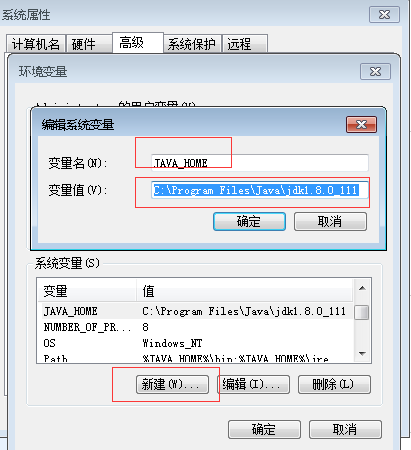 系统属性
计算机名 硬件 高级 系统保护 远程
环境变量
编辑系统变量
变量名(N): JAVA_HOME
变量值(V): C:\Program Files\Java\jdk1.8.0_111
确定 取消
系统变量(S)
变量 值
JAVA_HOME C:\Program Files\Java\jdk1.8.0_111
NUMBER_OF_PR... 8
OS Windows_NT
Path %JAVA_HOME%\bin;%JAVA_HOME%\jre
新建(W)... 编辑(I)... 删除(L)
确定 取消